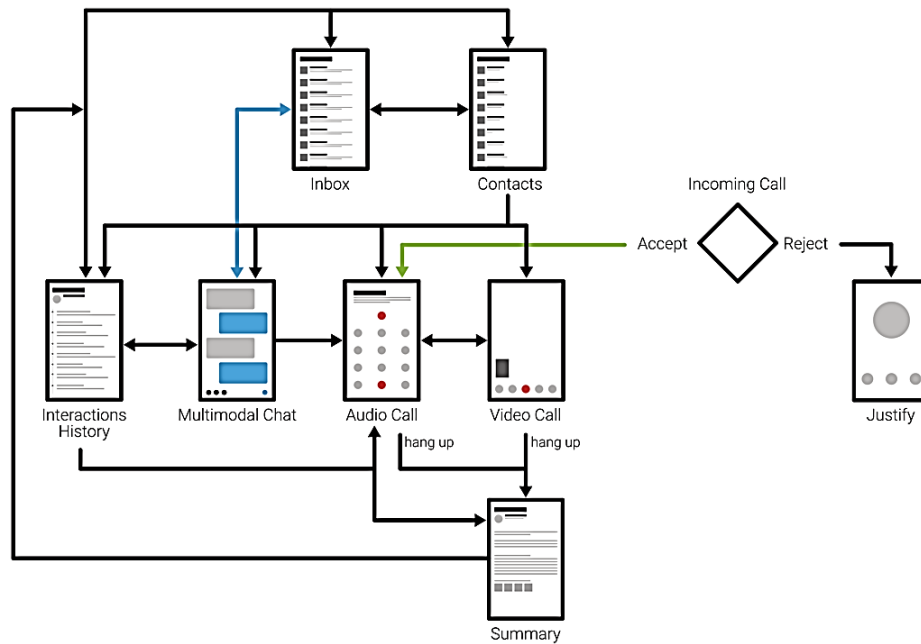 Inbox
Contacts
Incoming Call
Accept
Reject
Interactions
History
Multimodal Chat
Audio Call
Video Call
Justify
hang up
hang up
Summary